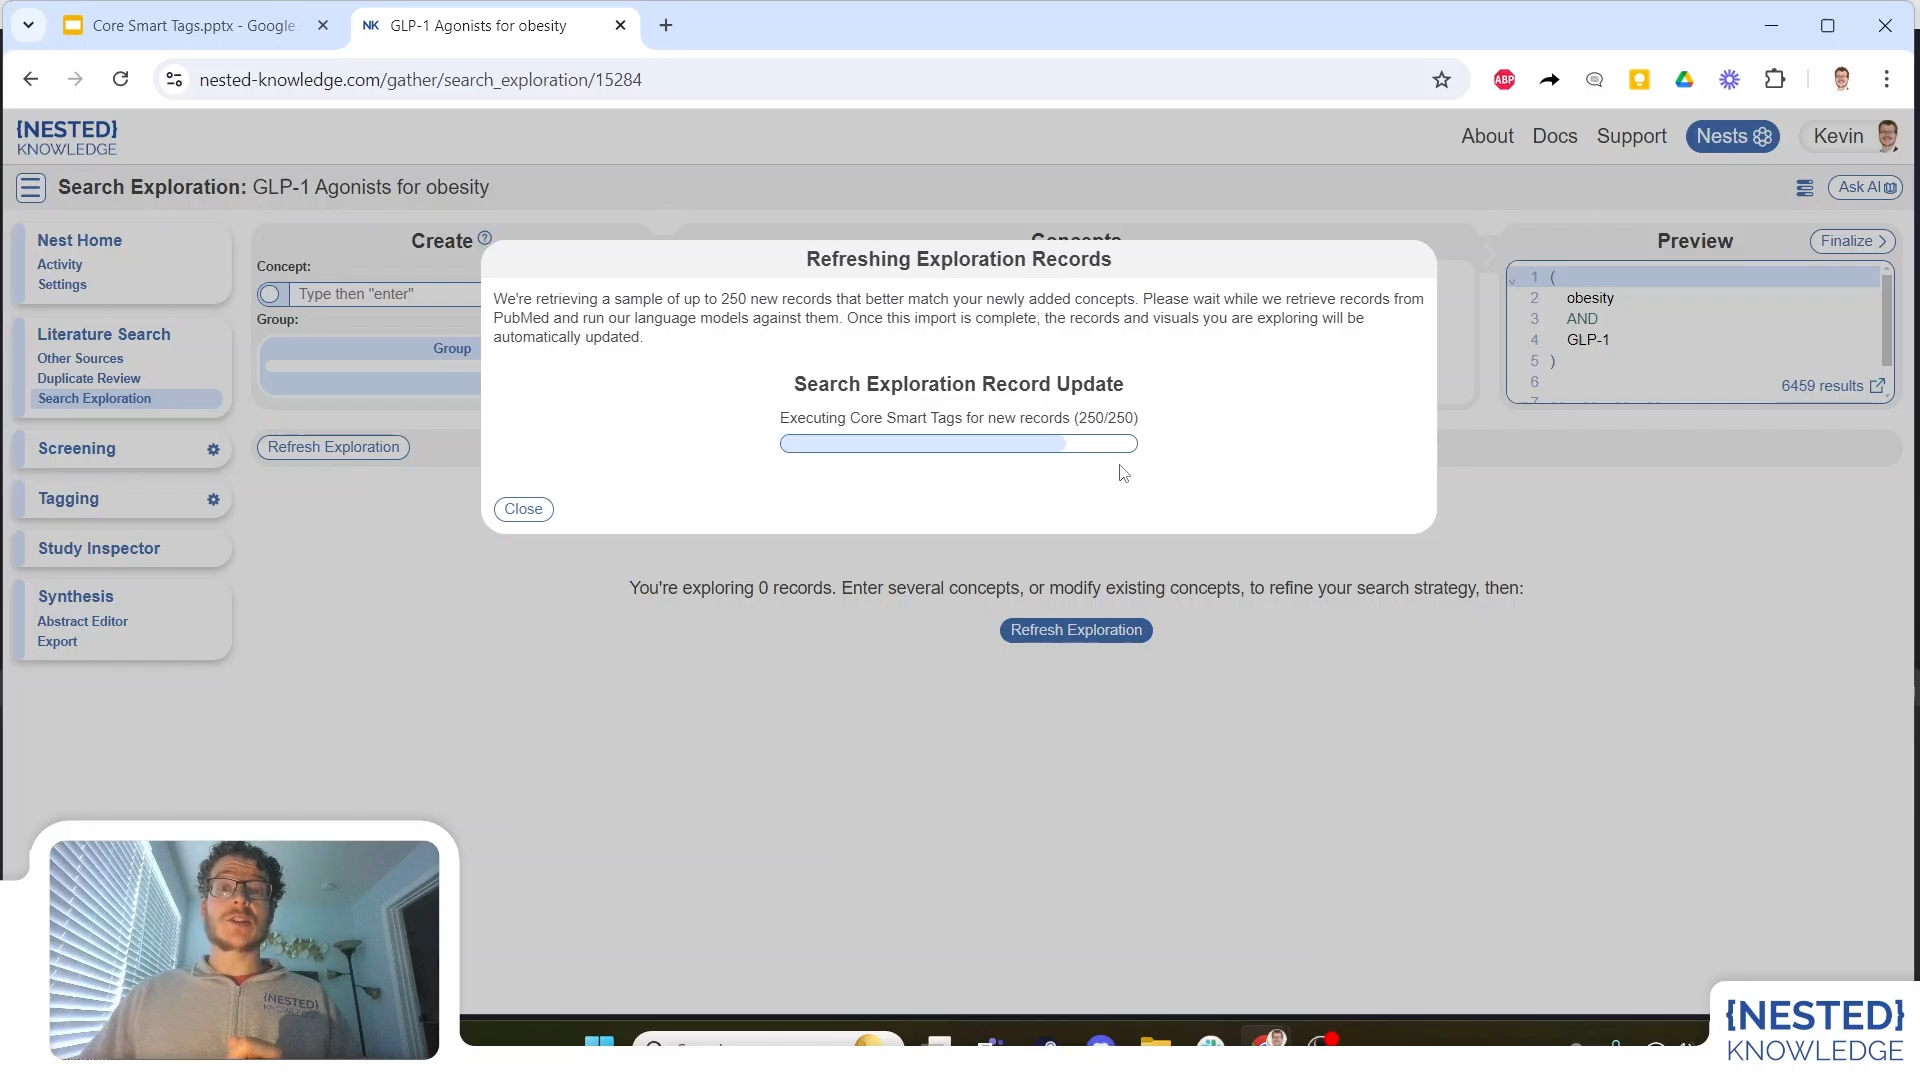 Core Smart Tags.pptx - Google
NK GLP-1 Agonists for obesity
nested-knowledge.com/gather/search_exploration/15284
ABP
{NESTED}
KNOWLEDGE
About
Docs
Support
Nests
Kevin
Search Exploration: GLP-1 Agonists for obesity
Ask AI
Nest Home
Activity
Settings
Literature Search
Other Sources
Duplicate Review
Search Exploration
Screening
Tagging
Study Inspector
Synthesis
Abstract Editor
Export
Create
?
Concept:
Type then "enter"
Group:
Group
Refresh Exploration
Concepts
Refreshing Exploration Records
We're retrieving a sample of up to 250 new records that better match your newly added concepts. Please wait while we retrieve records from
PubMed and run our language models against them. Once this import is complete, the records and visuals you are exploring will be
automatically updated.
Search Exploration Record Update
Executing Core Smart Tags for new records (250/250)
Close
Preview
Finalize
1 (
2 obesity
3 AND
4 GLP-1
5 )
6
7
6459 results
You're exploring 0 records. Enter several concepts, or modify existing concepts, to refine your search strategy, then:
Refresh Exploration
{NESTED}
KNOWLEDGE
{NESTED}
KNOWLEDGE